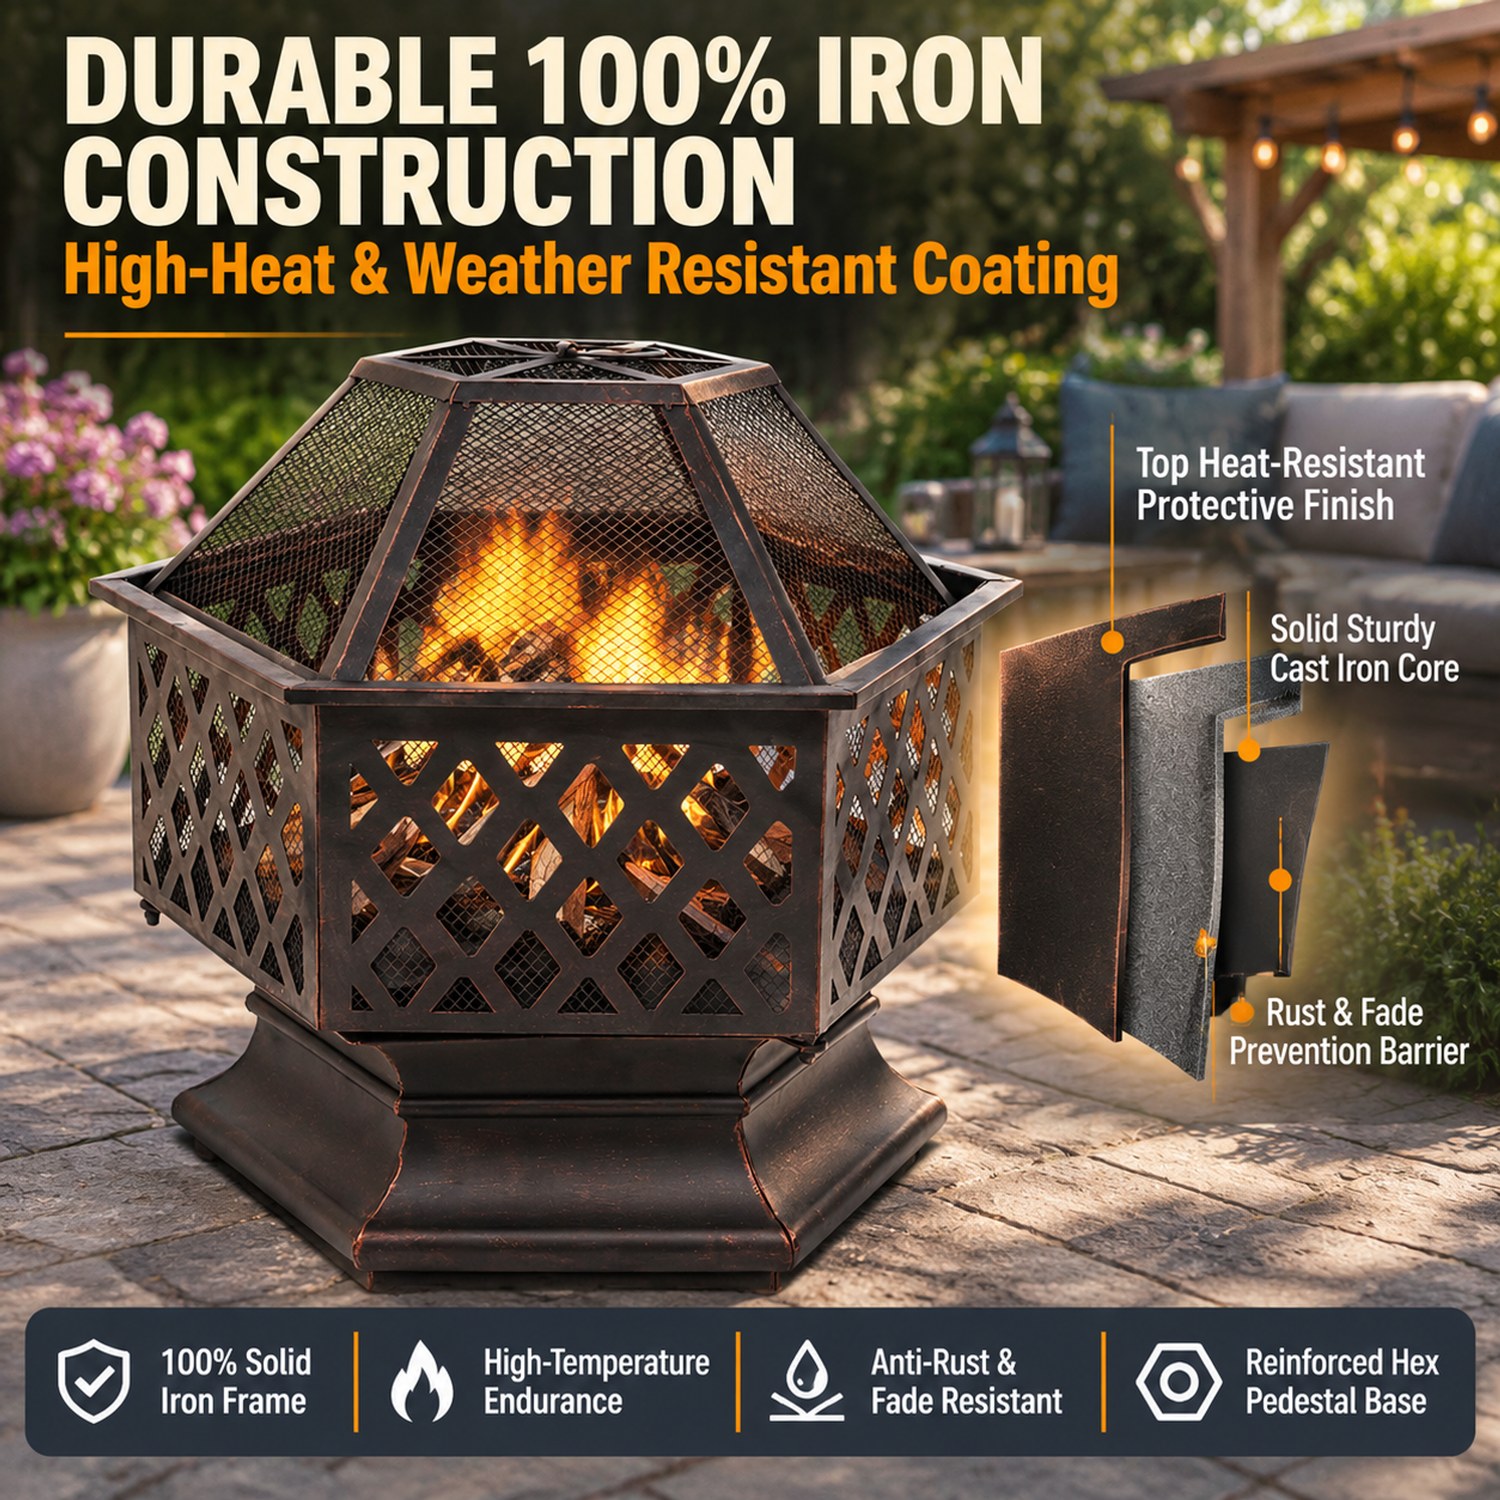 DURABLE 100% IRON
CONSTRUCTION
High-Heat & Weather Resistant Coating
Top Heat-Resistant
Protective Finish
Solid Sturdy
Cast Iron Core
Rust & Fade
Prevention Barrier
100% Solid
Iron Frame
High-Temperature
Endurance
Anti-Rust &
Fade Resistant
Reinforced Hex
Pedestal Base